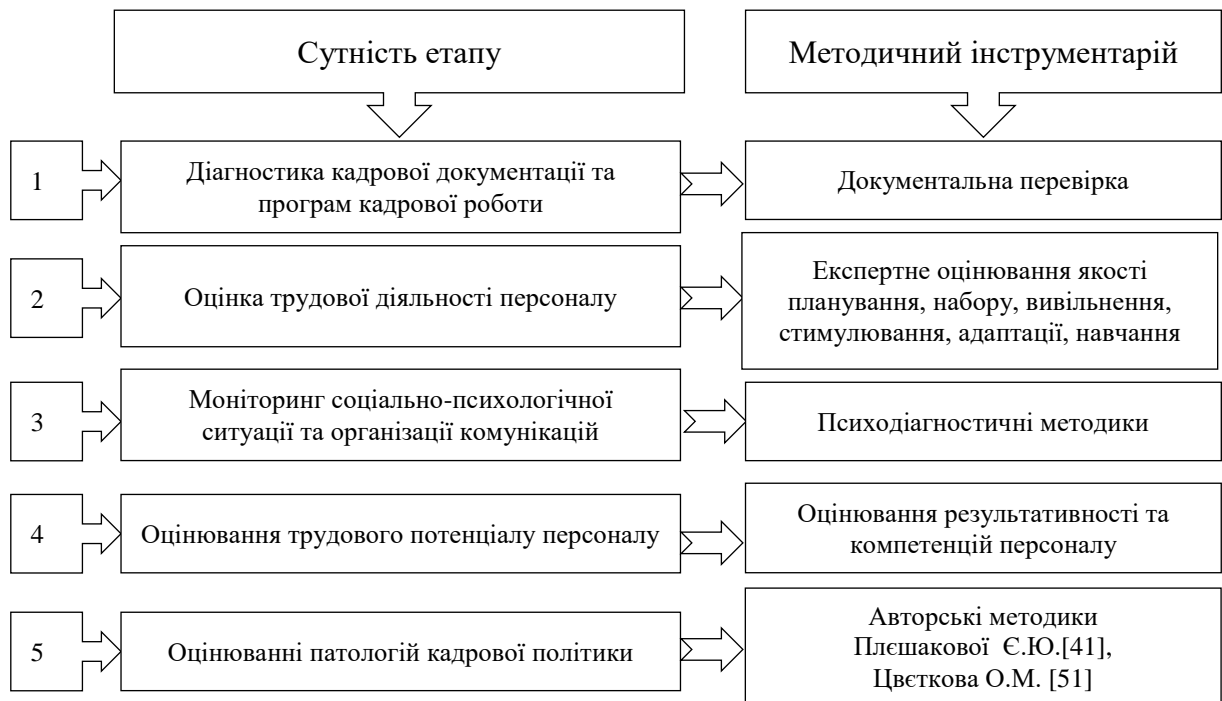 Сутність етапу
Методичний інструментарій
1
Діагностика кадрової документації та
програм кадрової роботи
Документальна перевірка
2
Оцінка трудової діяльності персоналу
Експертне оцінювання якості
планування, набору, вивільнення,
стимулювання, адаптації, навчання
3
Моніторинг соціально-психологічної
ситуації та організації комунікацій
Психодіагностичні методики
4
Оцінювання трудового потенціалу персоналу
Оцінювання результативності та
компетенцій персоналу
5
Оцінюванні патологій кадрової політики
Авторські методики
Плєшакової Є.Ю.[41],
Цвєткова О.М. [51]